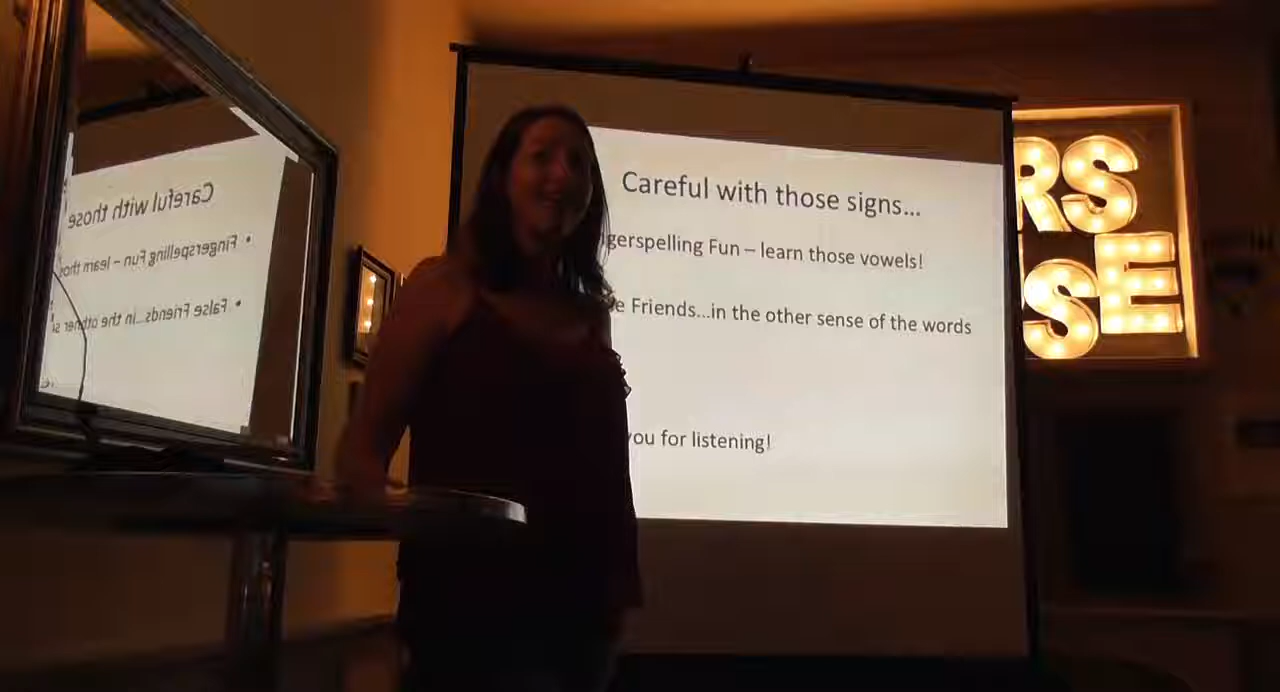 Careful with those
• Fingerspelling Fun – learn tho
• False Friends...in the other s
Careful with those signs...
gerspelling Fun – learn those vowels!
e Friends...in the other sense of the words
you for listening!
RS
SE